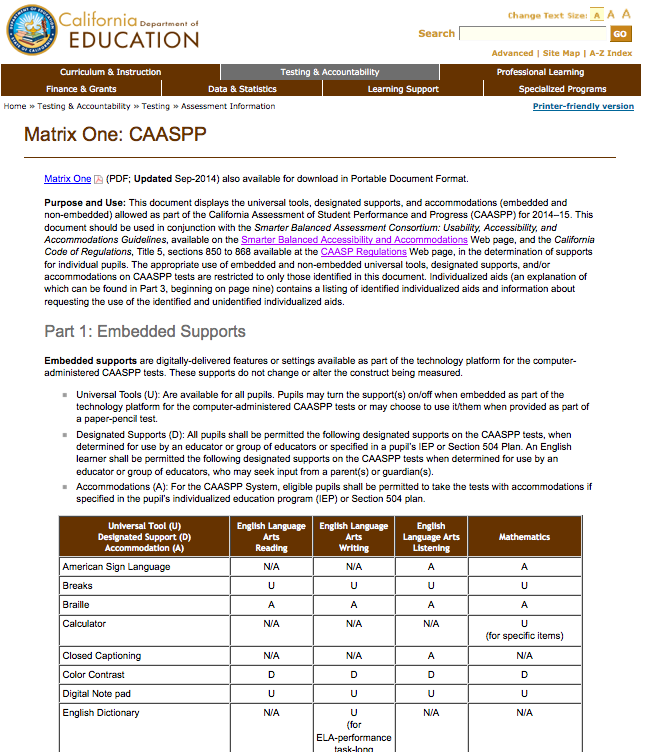 California Department of
EDUCATION
Change Text Size: A A A
Search GO
Advanced | Site Map | A-Z Index
Curriculum & Instruction Testing & Accountability Professional Learning
Finance & Grants Data & Statistics Learning Support Specialized Programs
Home » Testing & Accountability » Testing » Assessment Information Printer-friendly version
Matrix One: CAASPP
Matrix One (PDF; Updated Sep-2014) also available for download in Portable Document Format.
Purpose and Use: This document displays the universal tools, designated supports, and accommodations (embedded and
non-embedded) allowed as part of the California Assessment of Student Performance and Progress (CAASPP) for 2014–15. This
document should be used in conjunction with the Smarter Balanced Assessment Consortium: Usability, Accessibility, and
Accommodations Guidelines, available on the Smarter Balanced Accessibility and Accommodations Web page, and the California
Code of Regulations, Title 5, sections 850 to 868 available at the CAASP Regulations Web page, in the determination of supports
for individual pupils. The appropriate use of embedded and non-embedded universal tools, designated supports, and/or
accommodations on CAASPP tests are restricted to only those identified in this document. Individualized aids (an explanation of
which can be found in Part 3, beginning on page nine) contains a listing of identified individualized aids and information about
requesting the use of the identified and unidentified individualized aids.
Part 1: Embedded Supports
Embedded supports are digitally-delivered features or settings available as part of the technology platform for the computer-
administered CAASPP tests. These supports do not change or alter the construct being measured.
Universal Tools (U): Are available for all pupils. Pupils may turn the support(s) on/off when embedded as part of the
technology platform for the computer-administered CAASPP tests or may choose to use it/them when provided as part of
a paper-pencil test.
Designated Supports (D): All pupils shall be permitted the following designated supports on the CAASPP tests, when
determined for use by an educator or group of educators or specified in a pupil's IEP or Section 504 Plan. An English
learner shall be permitted the following designated supports on the CAASPP tests when determined for use by an
educator or group of educators, who may seek input from a parent(s) or guardian(s).
Accommodations (A): For the CAASPP System, eligible pupils shall be permitted to take the tests with accommodations if
specified in the pupil's individualized education program (IEP) or Section 504 plan.
Universal Tool (U) English Language English Language English
Designated Support (D) Arts Arts Language Arts Mathematics
Accommodation (A) Reading Writing Listening
American Sign Language N/A N/A A A
Breaks U U U U
Braille A A A A
Calculator N/A N/A N/A U
(for specific items)
Closed Captioning N/A N/A A N/A
Color Contrast D D D D
Digital Note pad U U U U
English Dictionary N/A U N/A N/A
(for
ELA-performance
task-long